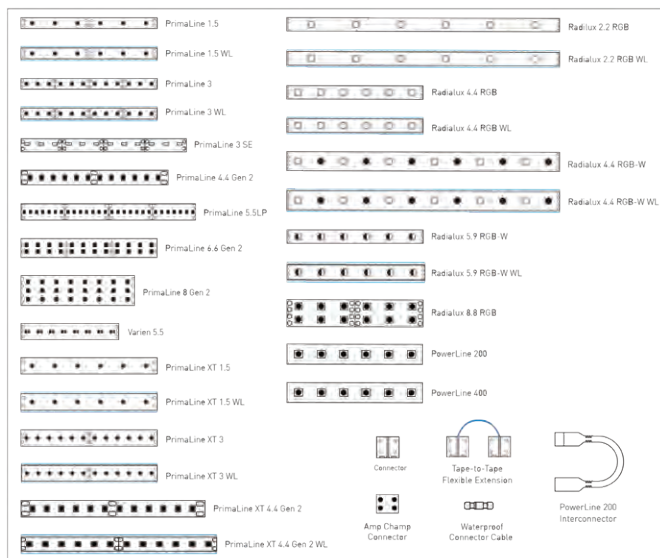 PrimaLine 1.5
PrimaLine 1.5 WL
PrimaLine 3
PrimaLine 3 WL
PrimaLine 3 SE
PrimaLine 4.4 Gen 2
PrimaLine 5.5LP
PrimaLine 6.6 Gen 2
PrimaLine 8 Gen 2
Varien 5.5
PrimaLine XT 1.5
PrimaLine XT 1.5 WL
PrimaLine XT 3
PrimaLine XT 3 WL
PrimaLine XT 4.4 Gen 2
PrimaLine XT 4.4 Gen 2 WL
Radilux 2.2 RGB
Radialux 2.2 RGB WL
Radialux 4.4 RGB
Radialux 4.4 RGB WL
Radialux 4.4 RGB-W
Radialux 4.4 RGB-W WL
Radialux 5.9 RGB-W
Radialux 5.9 RGB-W WL
Radialux 8.8 RGB
PowerLine 200
PowerLine 400
Connector
Tape-to-Tape
Flexible Extension
Amp Champ
Connector
Waterproof
Connector Cable
PowerLine 200
Interconnector